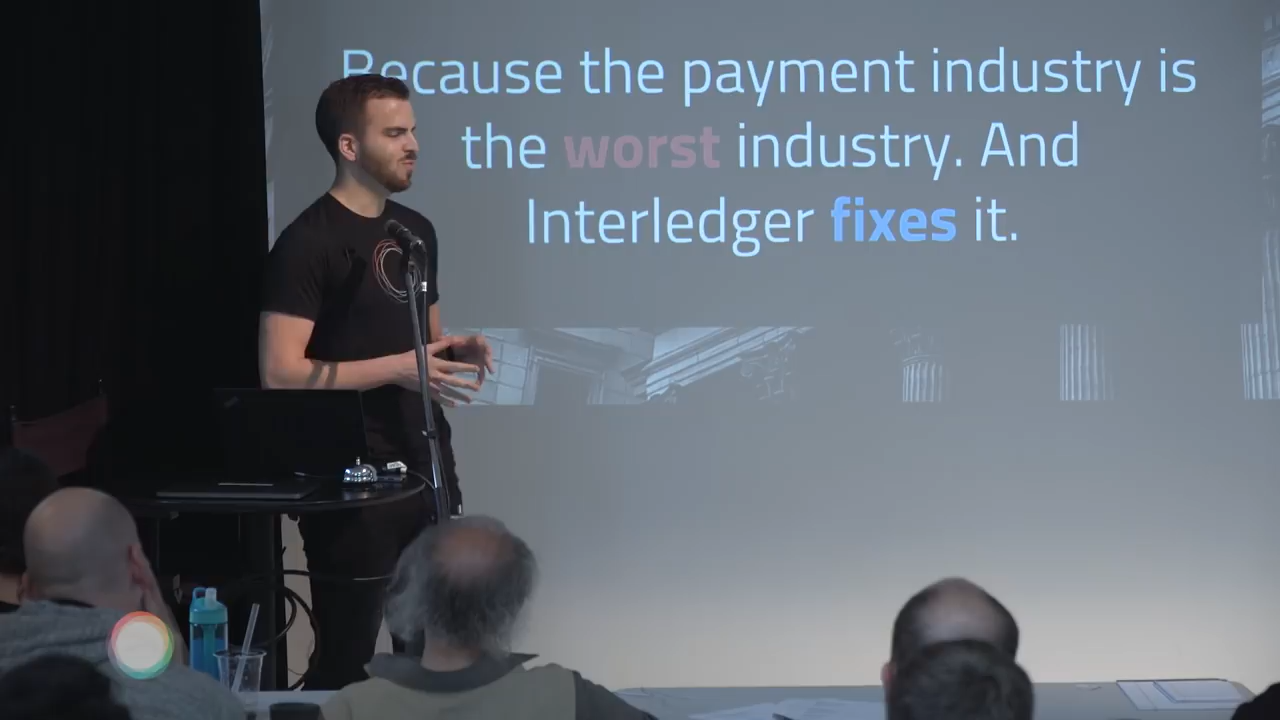 Because the payment industry is
the worst industry. And
Interledger fixes it.